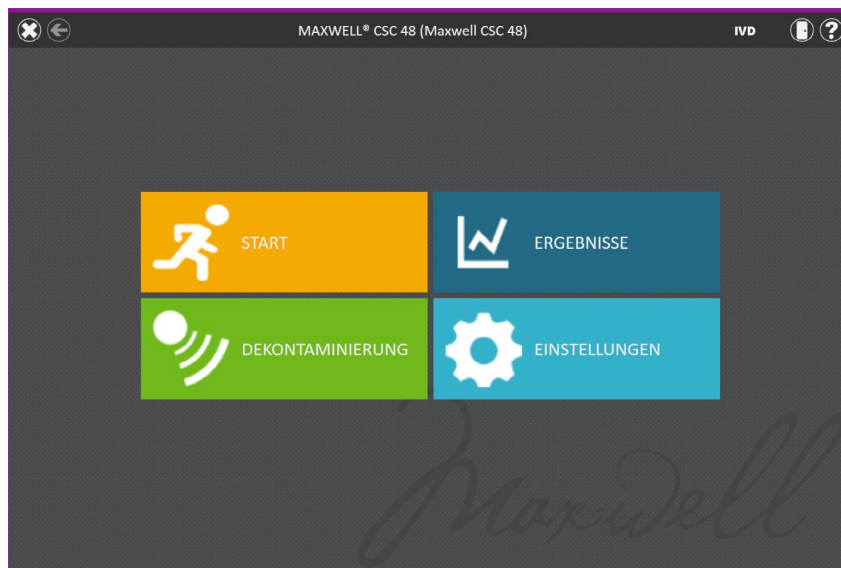 MAXWELL® CSC 48 (Maxwell CSC 48)
IVD
?
START
ERGEBNISSE
DEKONTAMINIERUNG
EINSTELLUNGEN
Maxwell